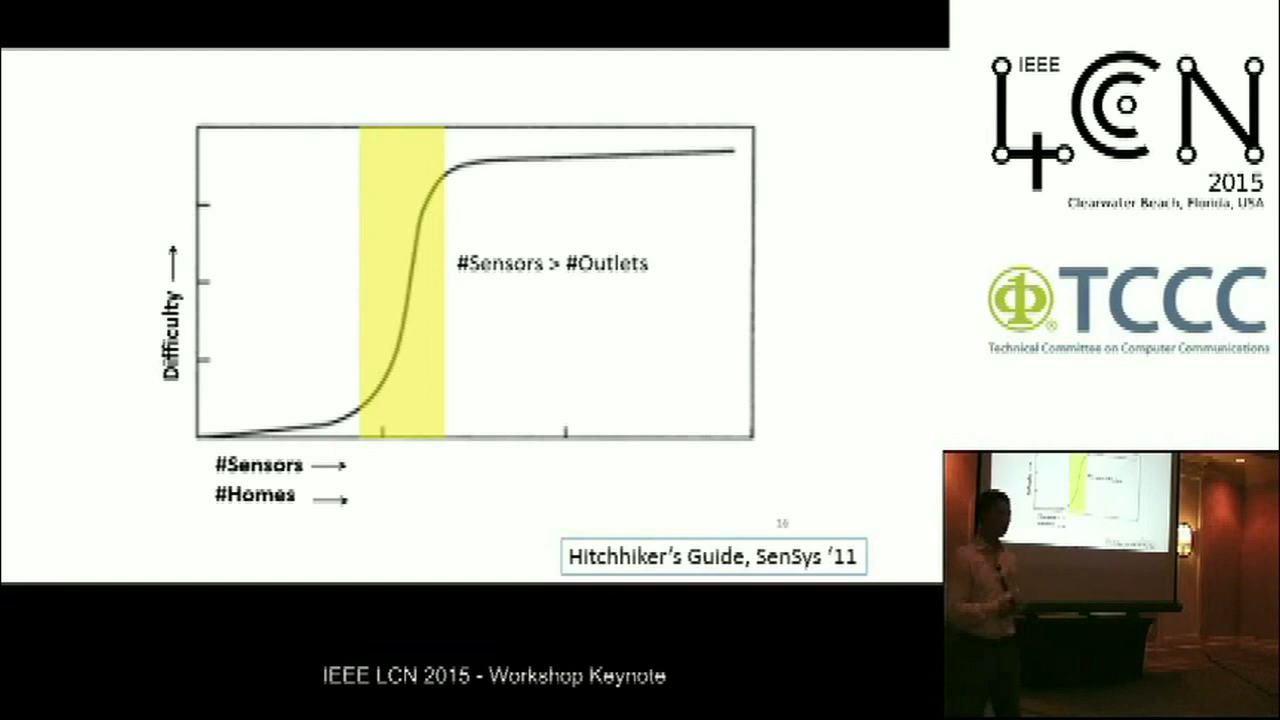 #Sensors > #Outlets
Difficulty
#Sensors
#Homes
16
Hitchhiker's Guide, SenSys '11
IEEE LCN 2015 - Workshop Keynote
IEEE
LCN
2015
Clearwater Beach, Florida, USA
TCCC
Technical Committee on Computer Communications